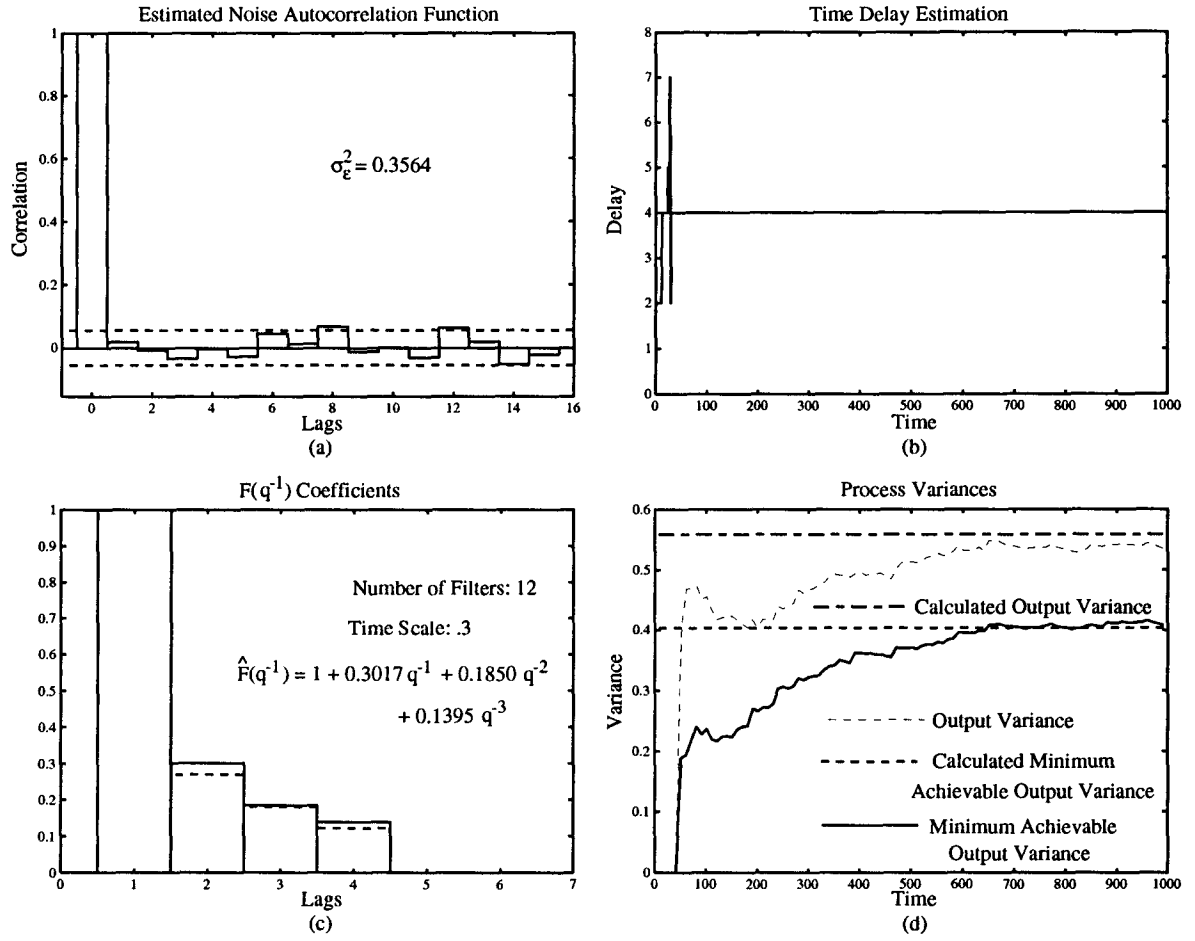 Estimated Noise Autocorrelation Function
1
0.8
0.6
0.4
0.2
0
Correlation
σ_ε^2 = 0.3564
0 2 4 6 8 10 12 14 16
Lags
(a)
Time Delay Estimation
8
7
6
5
4
3
2
1
0
Delay
0 100 200 300 400 500 600 700 800 900 1000
Time
(b)
F(q^-1) Coefficients
1
0.9
0.8
0.7
0.6
0.5
0.4
0.3
0.2
0.1
0
Number of Filters: 12
Time Scale: .3
F̂(q^-1) = 1 + 0.3017 q^-1 + 0.1850 q^-2
+ 0.1395 q^-3
0 1 2 3 4 5 6 7
Lags
(c)
Process Variances
0.6
0.5
0.4
0.3
0.2
0.1
0
Variance
Calculated Output Variance
Output Variance
Calculated Minimum
Achievable Output Variance
Minimum Achievable
Output Variance
0 100 200 300 400 500 600 700 800 900 1000
Time
(d)